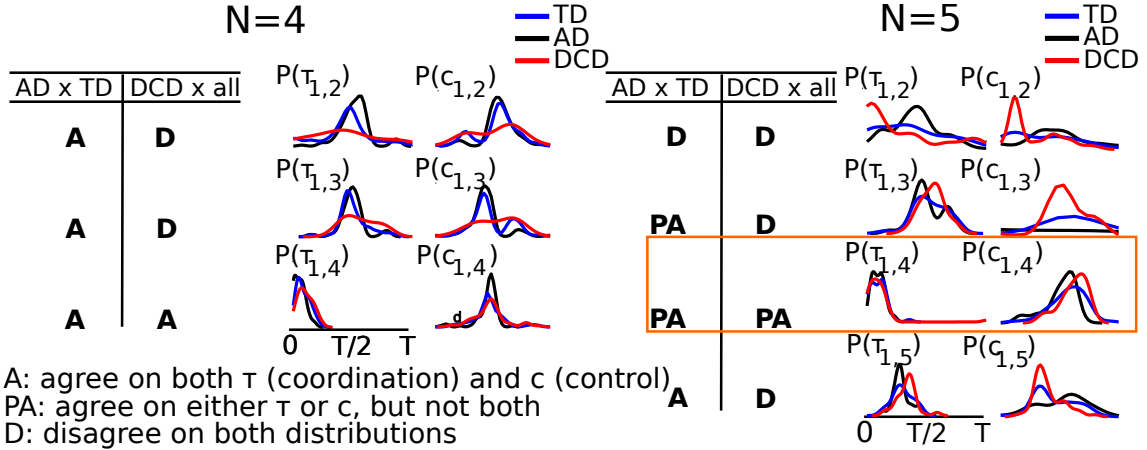 N=4
TD
AD
DCD
AD x TD DCD x all
P(τ1,2) P(c1,2)
A D
P(τ1,3) P(c1,3)
A D
P(τ1,4) P(c1,4)
A A
d
0 T/2 T
N=5
TD
AD
DCD
AD x TD DCD x all
P(τ1,2) P(c1,2)
D D
P(τ1,3) P(c1,3)
PA D
P(τ1,4) P(c1,4)
PA PA
P(τ1,5) P(c1,5)
A D
0 T/2 T
A: agree on both τ (coordination) and c (control)
PA: agree on either τ or c, but not both
D: disagree on both distributions